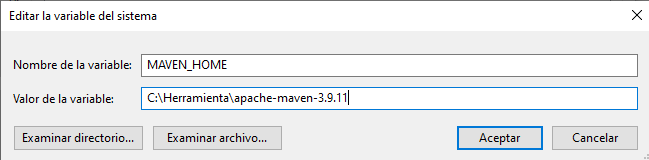 Editar la variable del sistema
Nombre de la variable: MAVEN_HOME
Valor de la variable: C:\Herramienta\apache-maven-3.9.11
Examinar directorio... Examinar archivo... Aceptar Cancelar